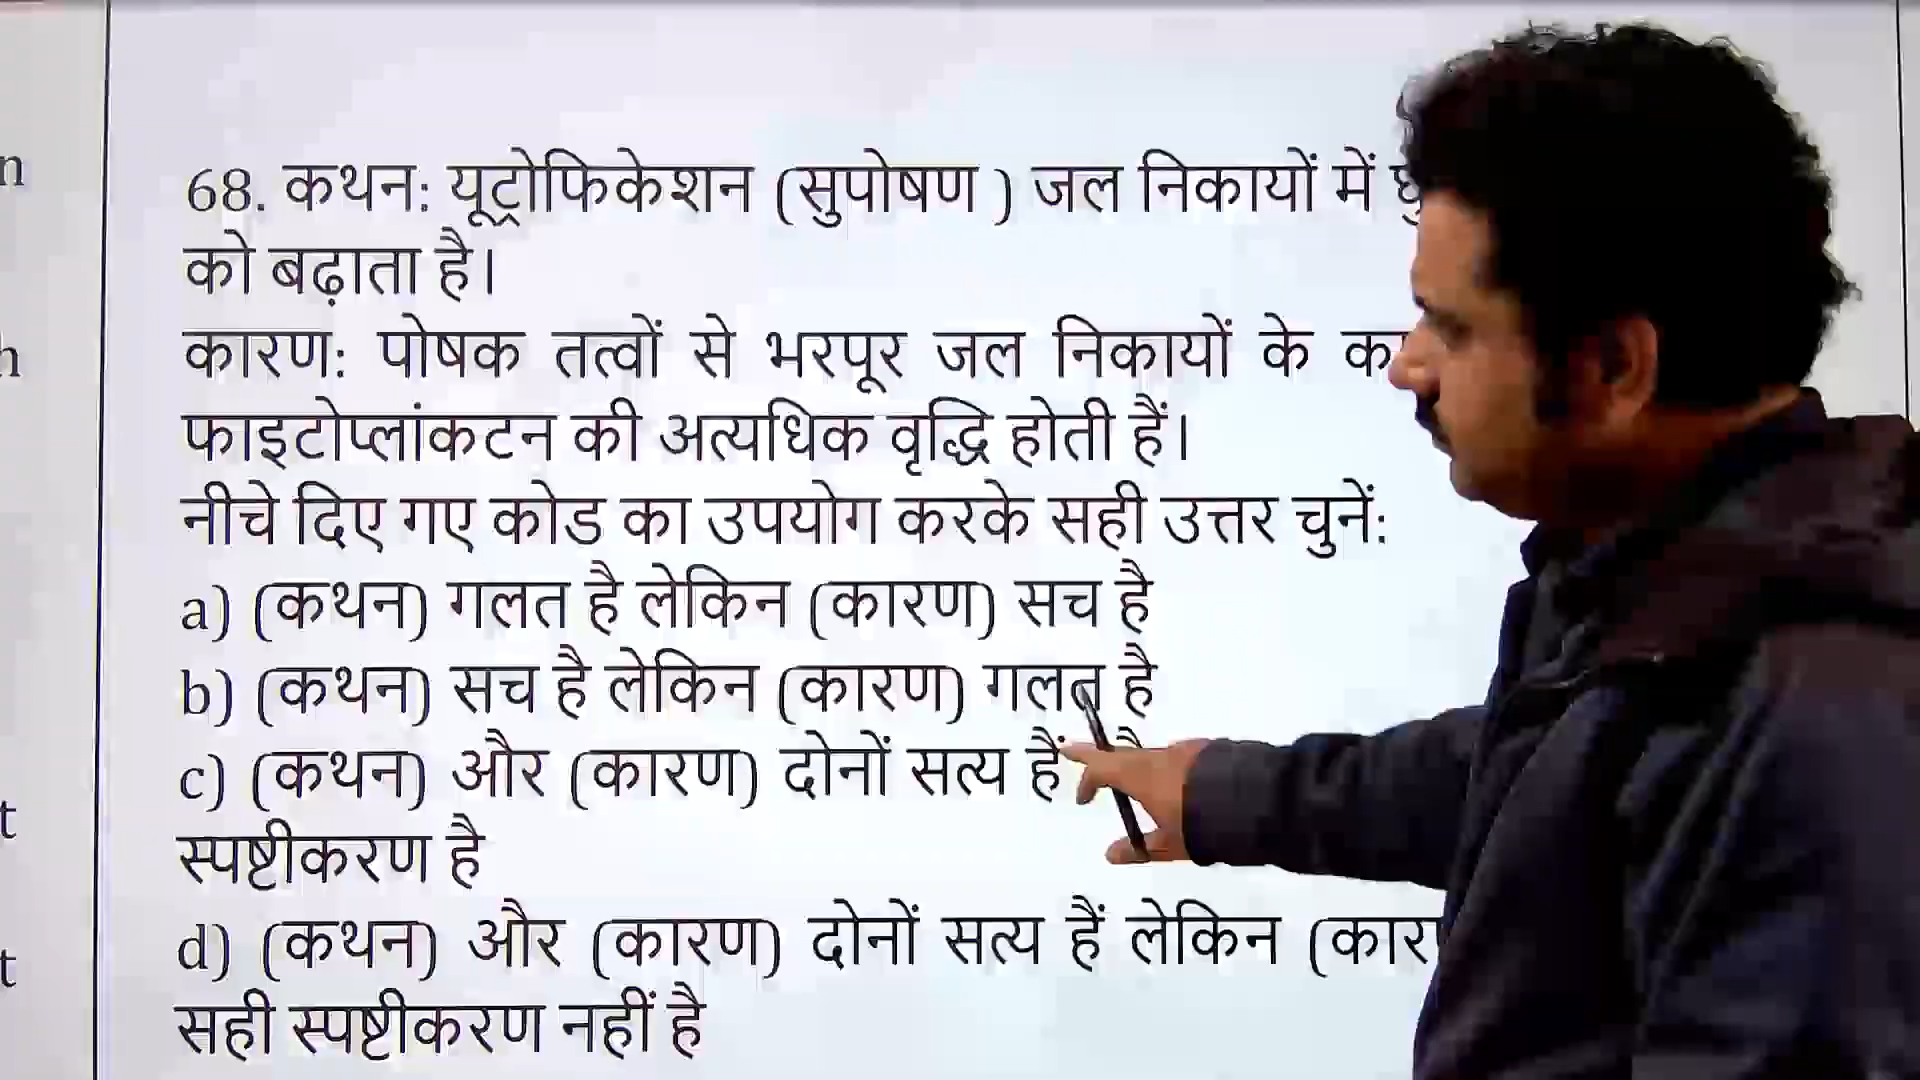 68. कथन: यूट्रोफिकेशन (सुपोषण ) जल निकायों में
को बढ़ाता है।
कारण: पोषक तत्वों से भरपूर जल निकायों के
फाइटोप्लांकटन की अत्यधिक वृद्धि होती हैं।
नीचे दिए गए कोड का उपयोग करके सही उत्तर चुनें:
a) (कथन) गलत है लेकिन (कारण) सच है
b) (कथन) सच है लेकिन (कारण) गलत है
c) (कथन) और (कारण) दोनों सत्य हैं
स्पष्टीकरण है
d) (कथन) और (कारण) दोनों सत्य हैं लेकिन
सही स्पष्टीकरण नहीं है
n
h
t
t